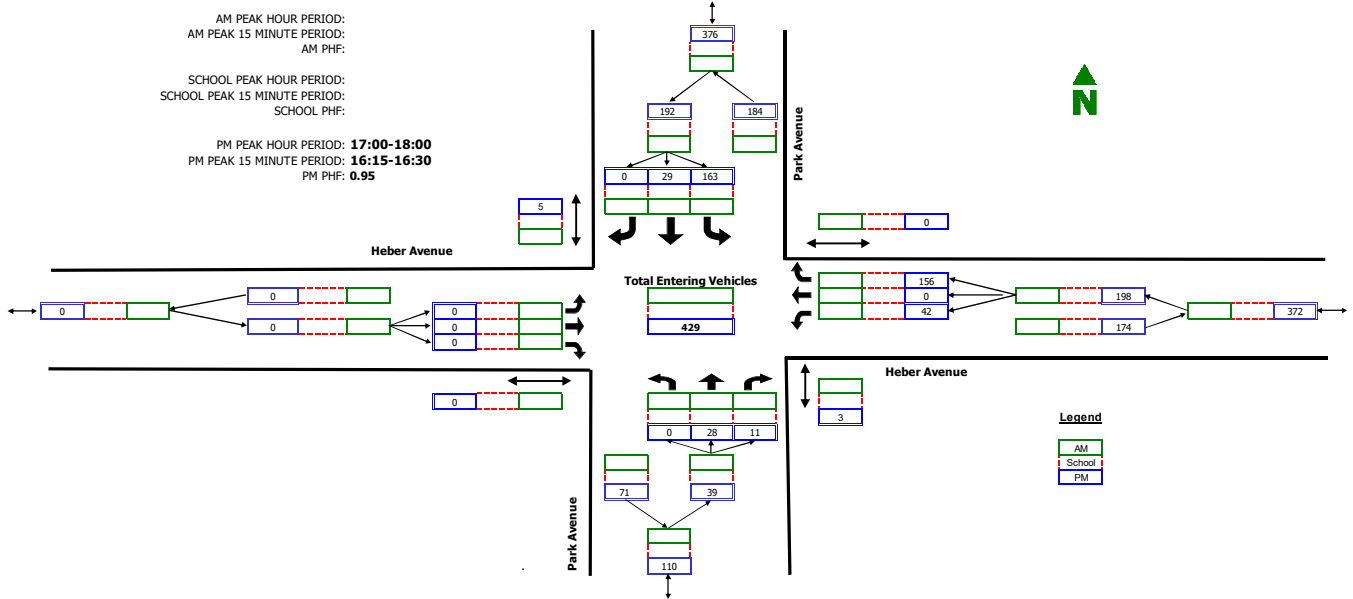 AM PEAK HOUR PERIOD:
AM PEAK 15 MINUTE PERIOD:
AM PHF:
SCHOOL PEAK HOUR PERIOD:
SCHOOL PEAK 15 MINUTE PERIOD:
SCHOOL PHF:
PM PEAK HOUR PERIOD: 17:00-18:00
PM PEAK 15 MINUTE PERIOD: 16:15-16:30
PM PHF: 0.95
376
192 184
0 29 163
Park Avenue
N
5
0
Heber Avenue
Total Entering Vehicles
429
0
0
0
0
0
0
156
0
42
198
174
372
Heber Avenue
0
3
0 28 11
71 39
110
Park Avenue
Legend
AM
School
PM